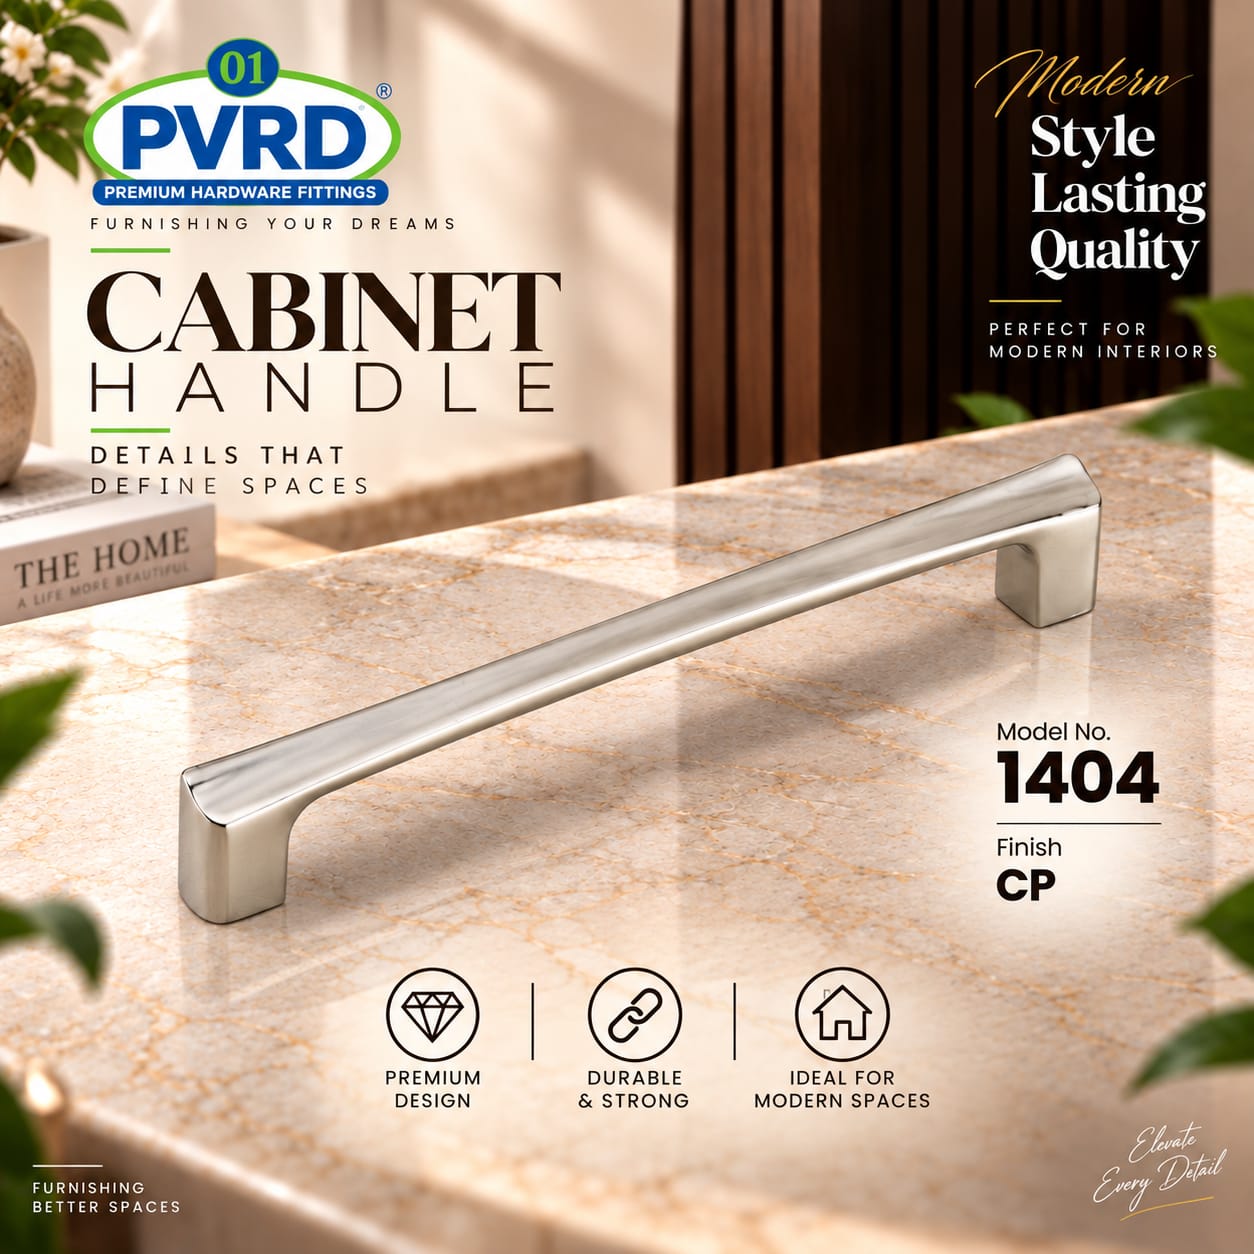 01
PVRD®
PREMIUM HARDWARE FITTINGS
FURNISHING YOUR DREAMS
CABINET
HANDLE
DETAILS THAT
DEFINE SPACES
THE HOME
A LIFE MORE BEAUTIFUL
Modern
Style
Lasting
Quality
PERFECT FOR
MODERN INTERIORS
Model No.
1404
Finish
CP
PREMIUM
DESIGN
DURABLE
& STRONG
IDEAL FOR
MODERN SPACES
FURNISHING
BETTER SPACES
Elevate
Every Detail